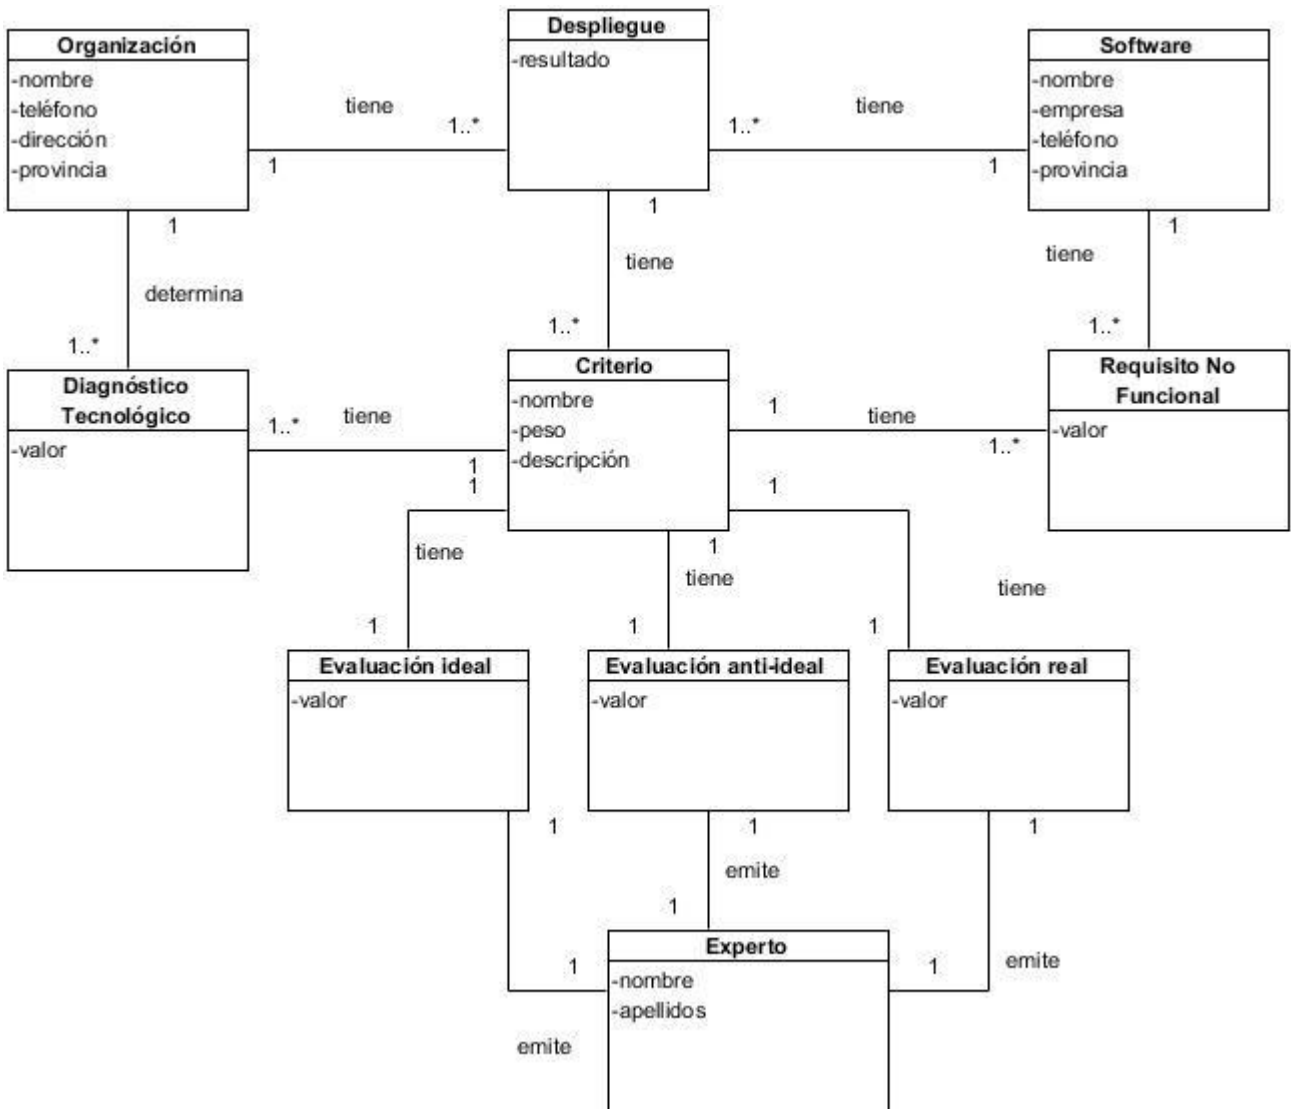 Organización
-nombre
-teléfono
-dirección
-provincia
Despliegue
-resultado
Software
-nombre
-empresa
-teléfono
-provincia
tiene
1
1..*
tiene
1..*
1
1
determina
1..*
1
tiene
1..*
1
tiene
1..*
Diagnóstico
Tecnológico
-valor
Criterio
-nombre
-peso
-descripción
Requisito No
Funcional
-valor
1..*
tiene
1
1
tiene
1..*
1
tiene
1
1
tiene
1
1
tiene
1
Evaluación ideal
-valor
Evaluación anti-ideal
-valor
Evaluación real
-valor
1
emite
1
1
emite
1
1
emite
1
Experto
-nombre
-apellidos